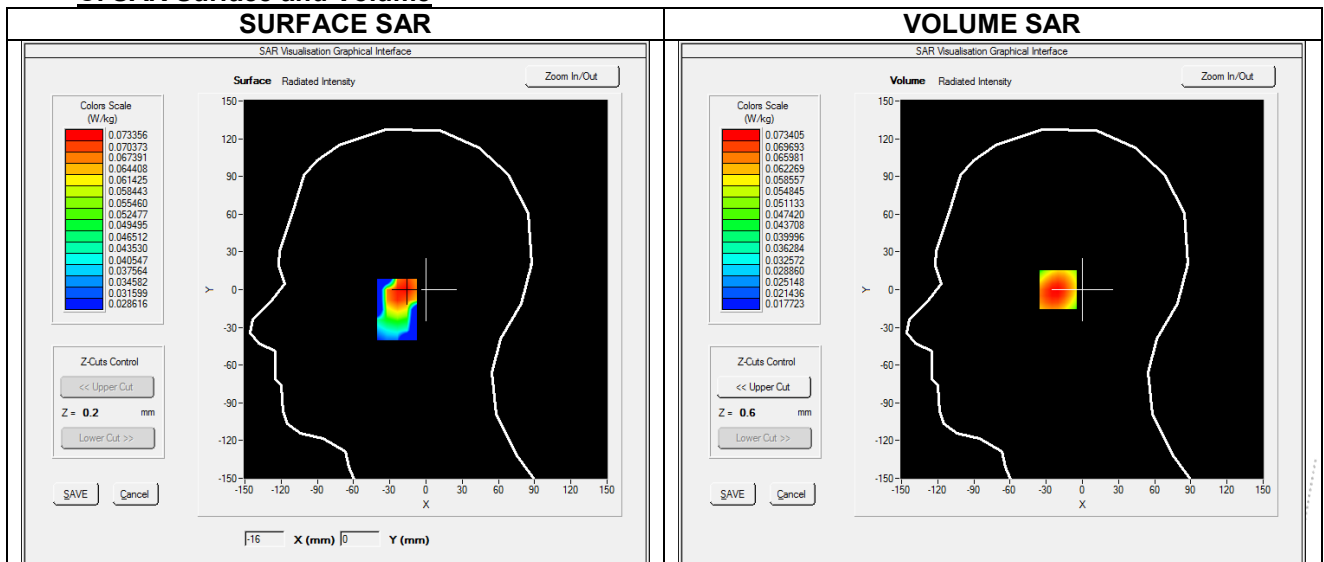 SURFACE SAR
VOLUME SAR
SAR Visualisation Graphical Interface
Surface Radiated Intensity
Zoom In/Out
Colors Scale
(W/kg)
0.073356
0.070373
0.067391
0.064408
0.061425
0.058443
0.055460
0.052477
0.049495
0.046512
0.043530
0.040547
0.037564
0.034582
0.031599
0.028616
Z-Cuts Control
<< Upper Cut
Z = 0.2 mm
Lower Cut >>
SAVE Cancel
150
120
90
60
30
0
-30
-60
-90
-120
-150
Y
-150 -120 -90 -60 -30 0 30 60 90 120 150
X
-16 X (mm) 0 Y (mm)
SAR Visualisation Graphical Interface
Volume Radiated Intensity
Zoom In/Out
Colors Scale
(W/kg)
0.073405
0.069693
0.065981
0.062269
0.058557
0.054845
0.051133
0.047420
0.043708
0.039996
0.036284
0.032572
0.028860
0.025148
0.021436
0.017723
Z-Cuts Control
<< Upper Cut
Z = 0.6 mm
Lower Cut >>
SAVE Cancel
150
120
90
60
30
0
-30
-60
-90
-120
-150
Y
-150 -120 -90 -60 -30 0 30 60 90 120 150
X